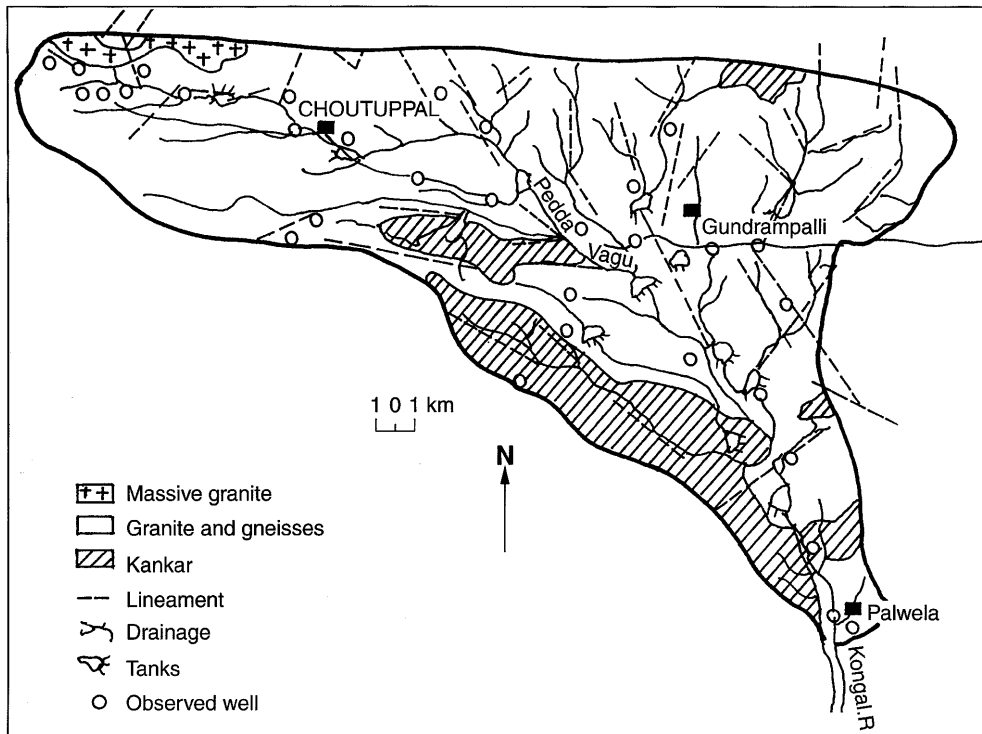 CHOUTUPPAL
Pedda
Vagu
Gundrampalli
1 0 1 km
N
Massive granite
Granite and gneisses
Kankar
Lineament
Drainage
Tanks
Observed well
Palwela
Kongal.R